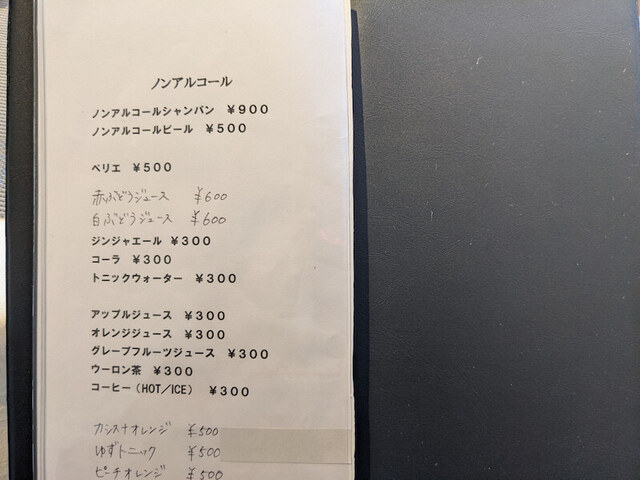 ノンアルコール
ノンアルコールシャンパン ￥９００
ノンアルコールビール ￥５００
ペリエ ￥５００
赤ぶどうジュース ￥600
白ぶどうジュース ￥600
ジンジャエール ￥３００
コーラ ￥３００
トニックウォーター ￥３００
アップルジュース ￥３００
オレンジジュース ￥３００
グレープフルーツジュース ￥３００
ウーロン茶 ￥３００
コーヒー（HOT／ICE） ￥３００
カシスナオレンジ ￥500
ゆずトニック ￥500
ピーチオレンジ ￥500